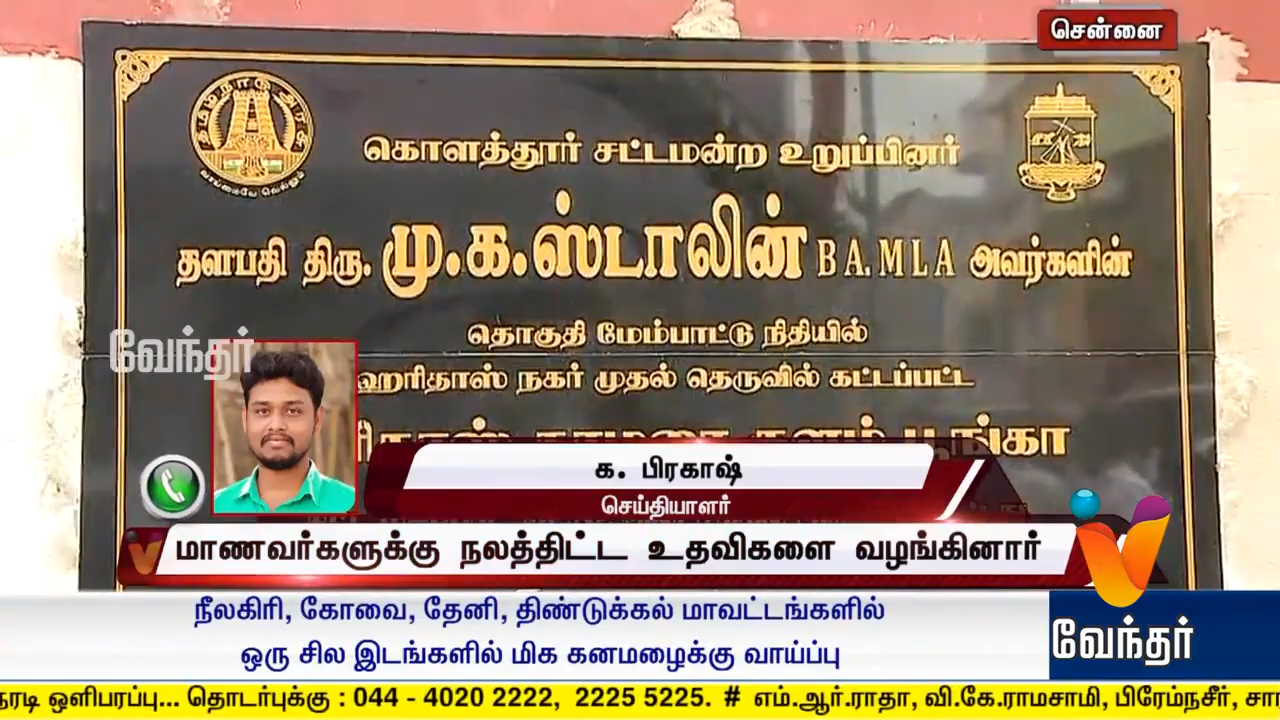 சென்னை
தமிழ்நாடு அரசு
வாய்மையே வெல்லும்
கொளத்தூர் சட்டமன்ற உறுப்பினர்
தளபதி திரு. மு.க.ஸ்டாலின் B.A.MLA அவர்களின்
தொகுதி மேம்பாட்டு நிதியில்
ஹரிதாஸ் நகர் முதல் தெருவில் கட்டப்பட்ட
பூங்கா
வேந்தர்
க. பிரகாஷ்
செய்தியாளர்
மாணவர்களுக்கு நலத்திட்ட உதவிகளை வழங்கினார்
நீலகிரி, கோவை, தேனி, திண்டுக்கல் மாவட்டங்களில்
ஒரு சில இடங்களில் மிக கனமழைக்கு வாய்ப்பு
வேந்தர்
ஒளிபரப்பு... தொடர்புக்கு : 044 - 4020 2222, 2225 5225. # எம்.ஆர்.ராதா, வி.கே.ராமசாமி, பிரேம்நசீர்,